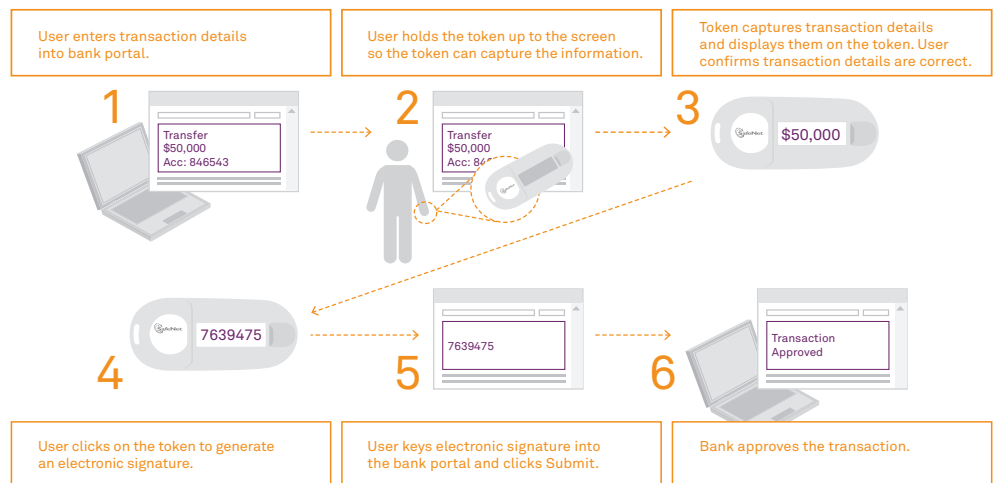 User enters transaction details
into bank portal.
User holds the token up to the screen
so the token can capture the information.
Token captures transaction details
and displays them on the token. User
confirms transaction details are correct.
1
Transfer
$50,000
Acc: 846543
2
Transfer
$50,000
Acc: 84
3
SafeNet
$50,000
4
SafeNet
7639475
5
7639475
6
Transaction
Approved
User clicks on the token to generate
an electronic signature.
User keys electronic signature into
the bank portal and clicks Submit.
Bank approves the transaction.